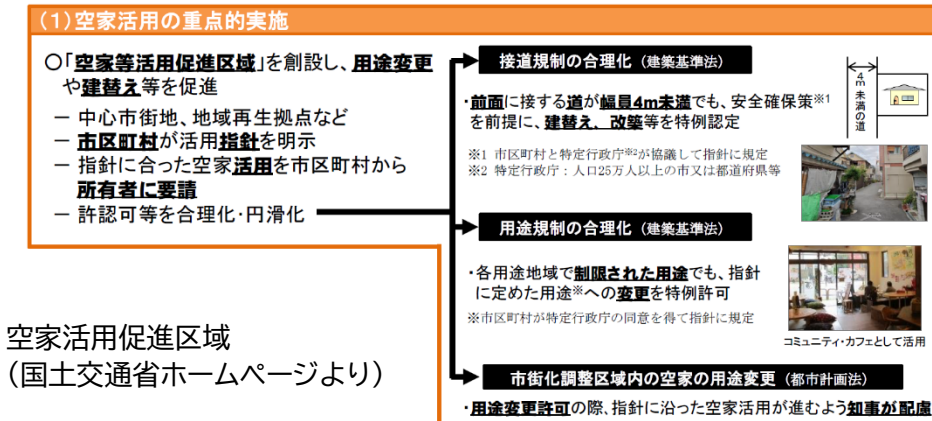 (1)空家活用の重点的実施
○「空家等活用促進区域」を創設し、用途変更
や建替え等を促進
－ 中心市街地、地域再生拠点など
－ 市区町村が活用指針を明示
－ 指針に合った空家活用を市区町村から
所有者に要請
－ 許認可等を合理化･円滑化
接道規制の合理化（建築基準法）
･前面に接する道が幅員4m未満でも、安全確保策※1
を前提に、建替え、改築等を特例認定
※1 市区町村と特定行政庁※2が協議して指針に規定
※2 特定行政庁：人口25万人以上の市又は都道府県等
4m未満の道
用途規制の合理化（建築基準法）
･各用途地域で制限された用途でも、指針
に定めた用途※への変更を特例許可
※市区町村が特定行政庁の同意を得て指針に規定
コミュニティ･カフェとして活用
市街化調整区域内の空家の用途変更（都市計画法）
･用途変更許可の際、指針に沿った空家活用が進むよう知事が配慮
空家活用促進区域
（国土交通省ホームページより）